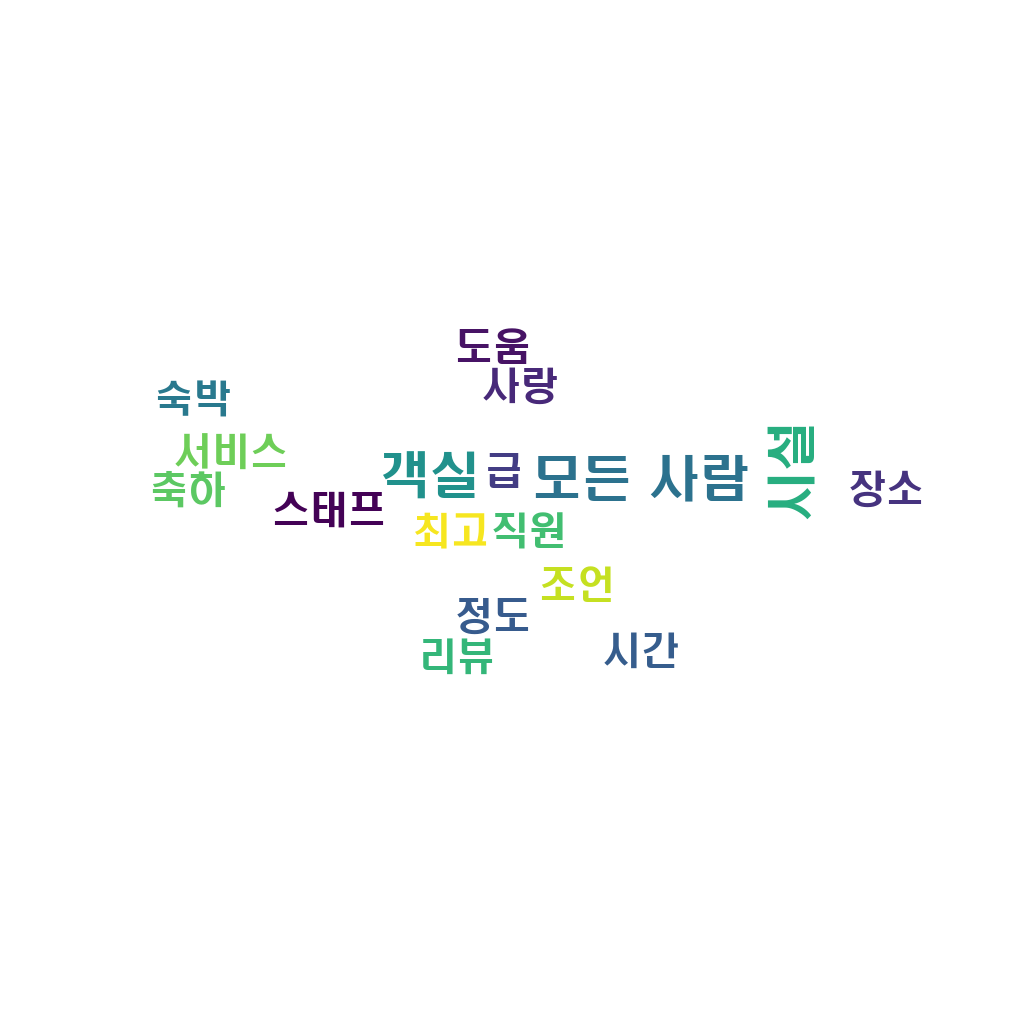 도움
사랑
숙박
서비스
축하
스태프
객실
급
모든 사람
시설
장소
최고
직원
조언
정도
리뷰
시간